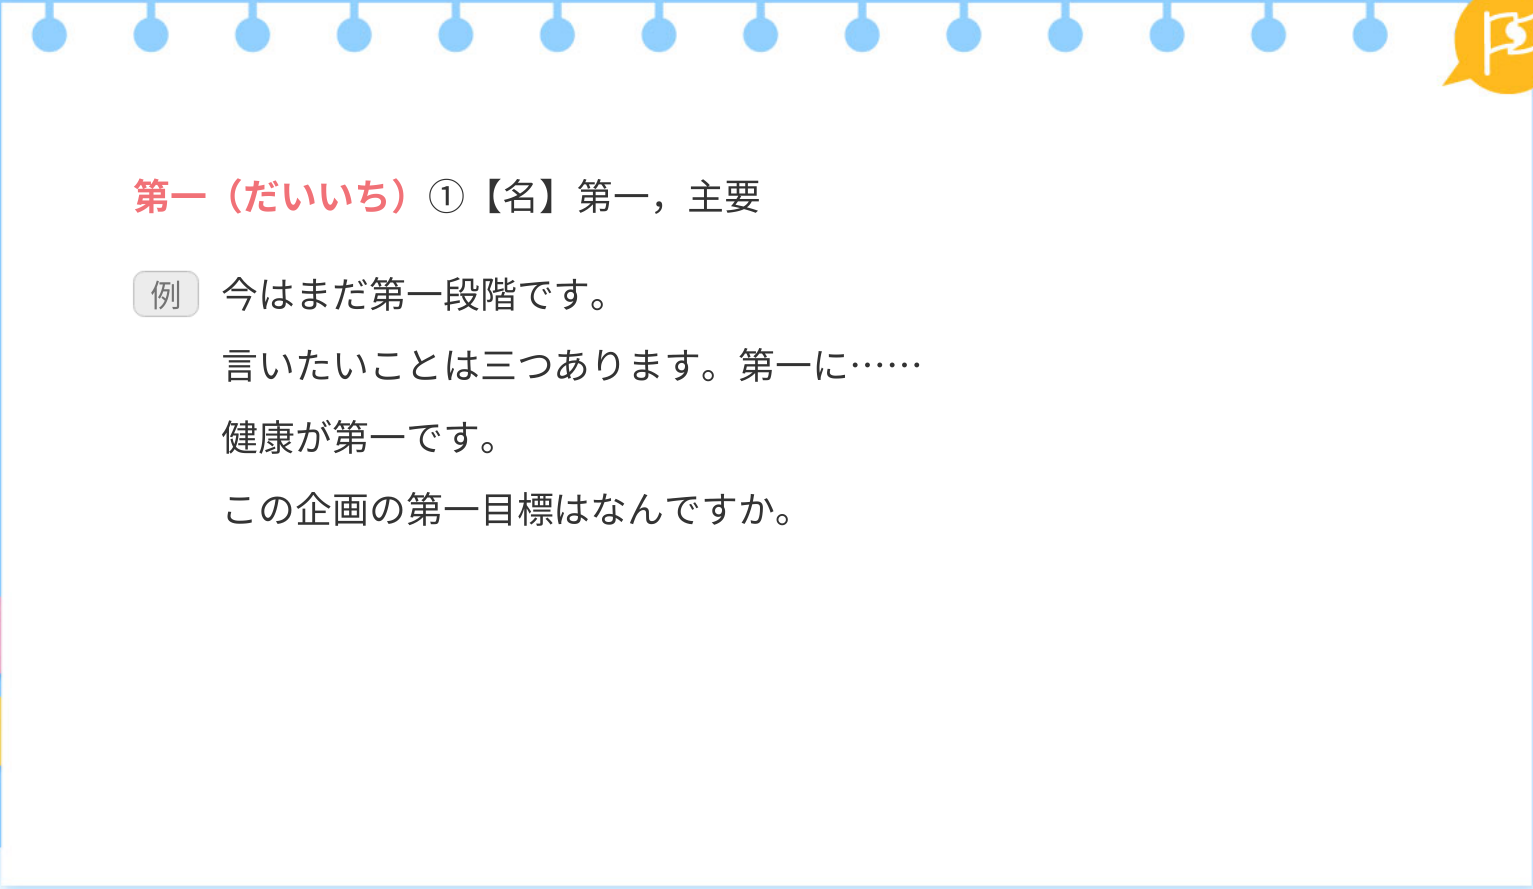 第一（だいいち）①【名】第一，主要
例 今はまだ第一段階です。
言いたいことは三つあります。第一に……
健康が第一です。
この企画の第一目標はなんですか。